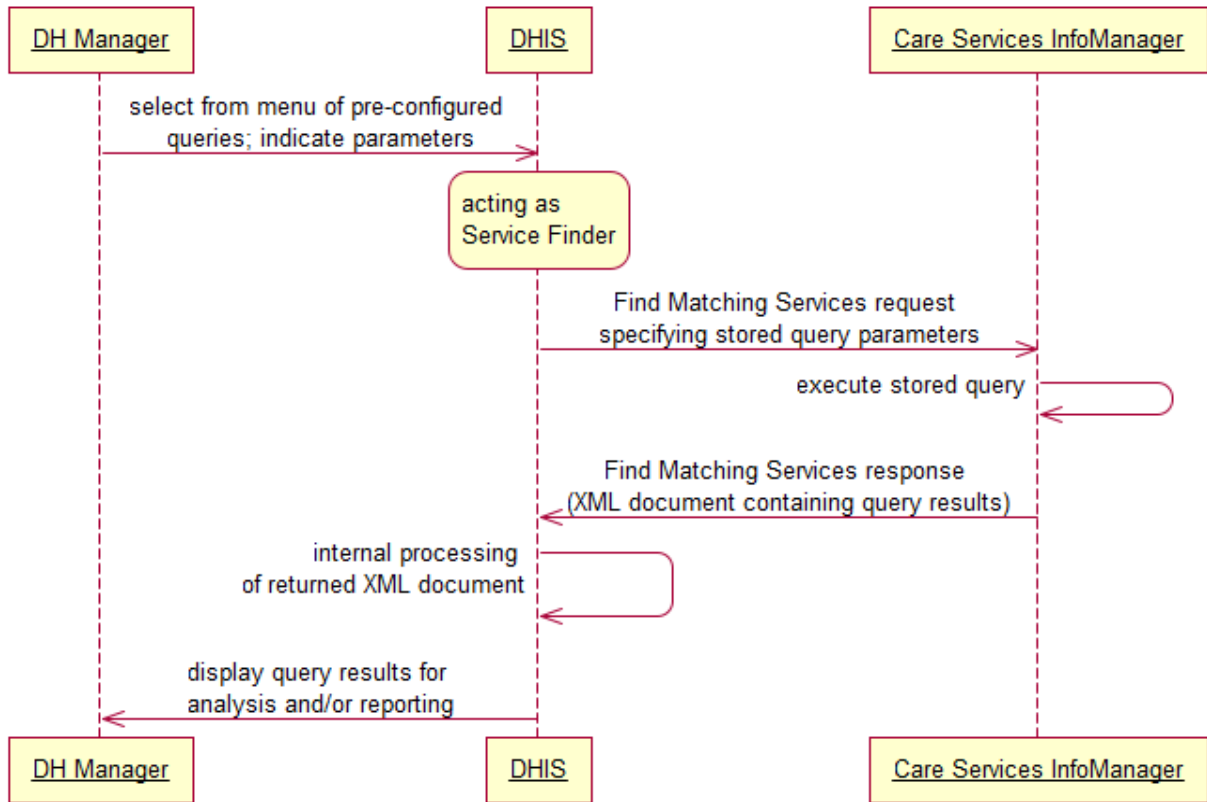 DH Manager
DHIS
Care Services InfoManager
select from menu of pre-configured
queries; indicate parameters
acting as
Service Finder
Find Matching Services request
specifying stored query parameters
execute stored query
Find Matching Services response
(XML document containing query results)
internal processing
of returned XML document
display query results for
analysis and/or reporting
DH Manager
DHIS
Care Services InfoManager